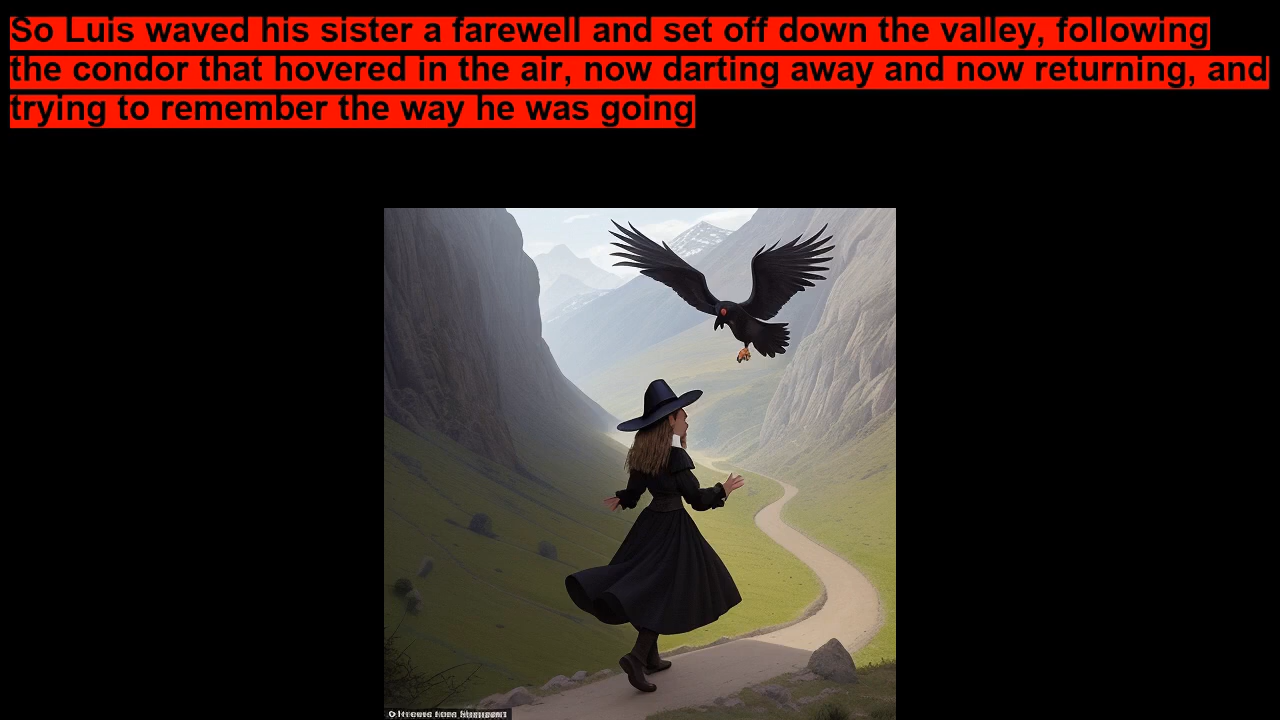 So Luis waved his sister a farewell and set off down the valley, following
the condor that hovered in the air, now darting away and now returning, and
trying to remember the way he was going